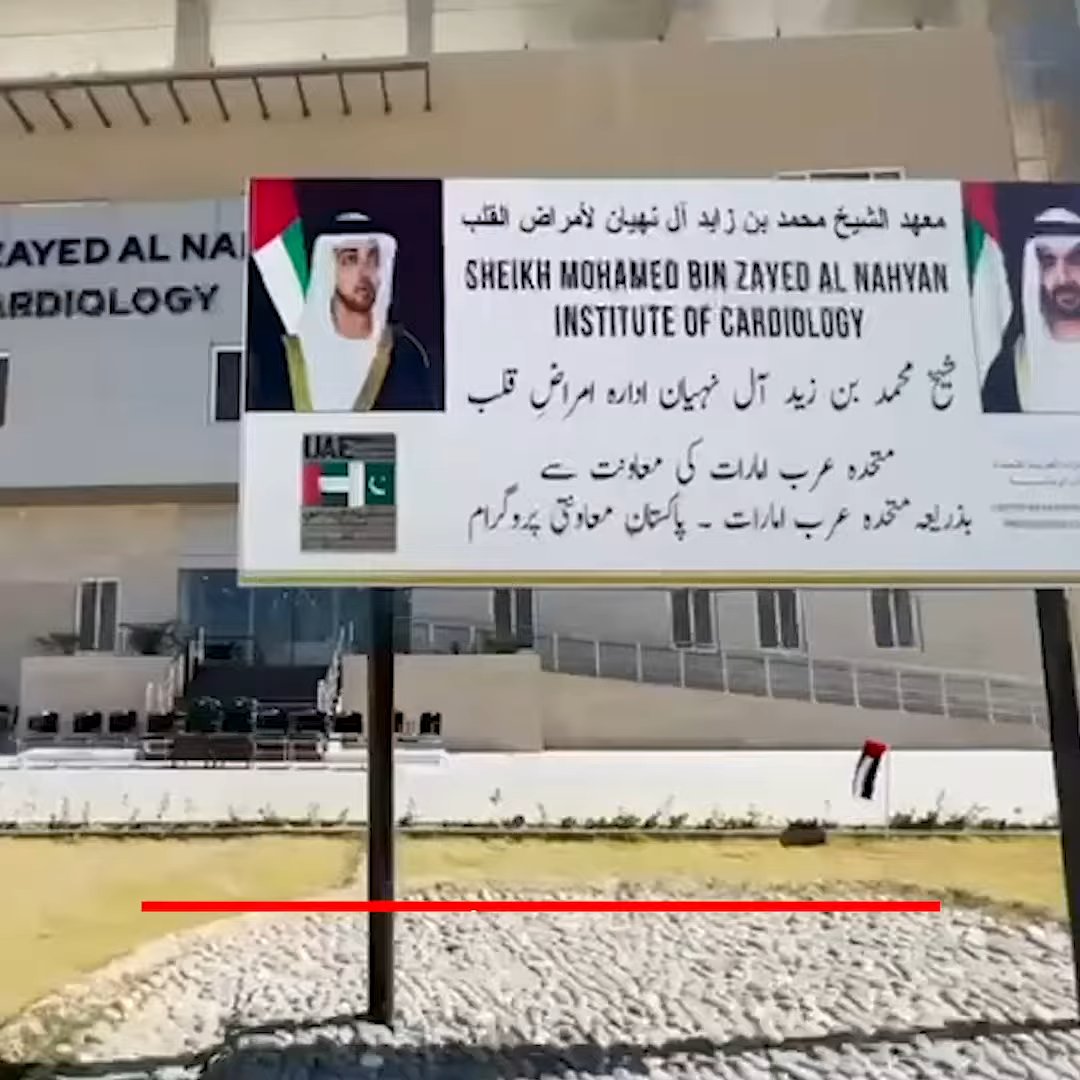 ZAYED AL NA
ARDIOLOGY
معهد الشيخ محمد بن زايد آل نهيان لأمراض القلب
SHEIKH MOHAMED BIN ZAYED AL NAHYAN
INSTITUTE OF CARDIOLOGY
شیخ محمد بن زید آل نہیان ادارہ امراضِ قلب
متحدہ عرب امارات کی معاونت سے
بذریعہ متحدہ عرب امارات ۔ پاکستان معاونتی پروگرام
UAE